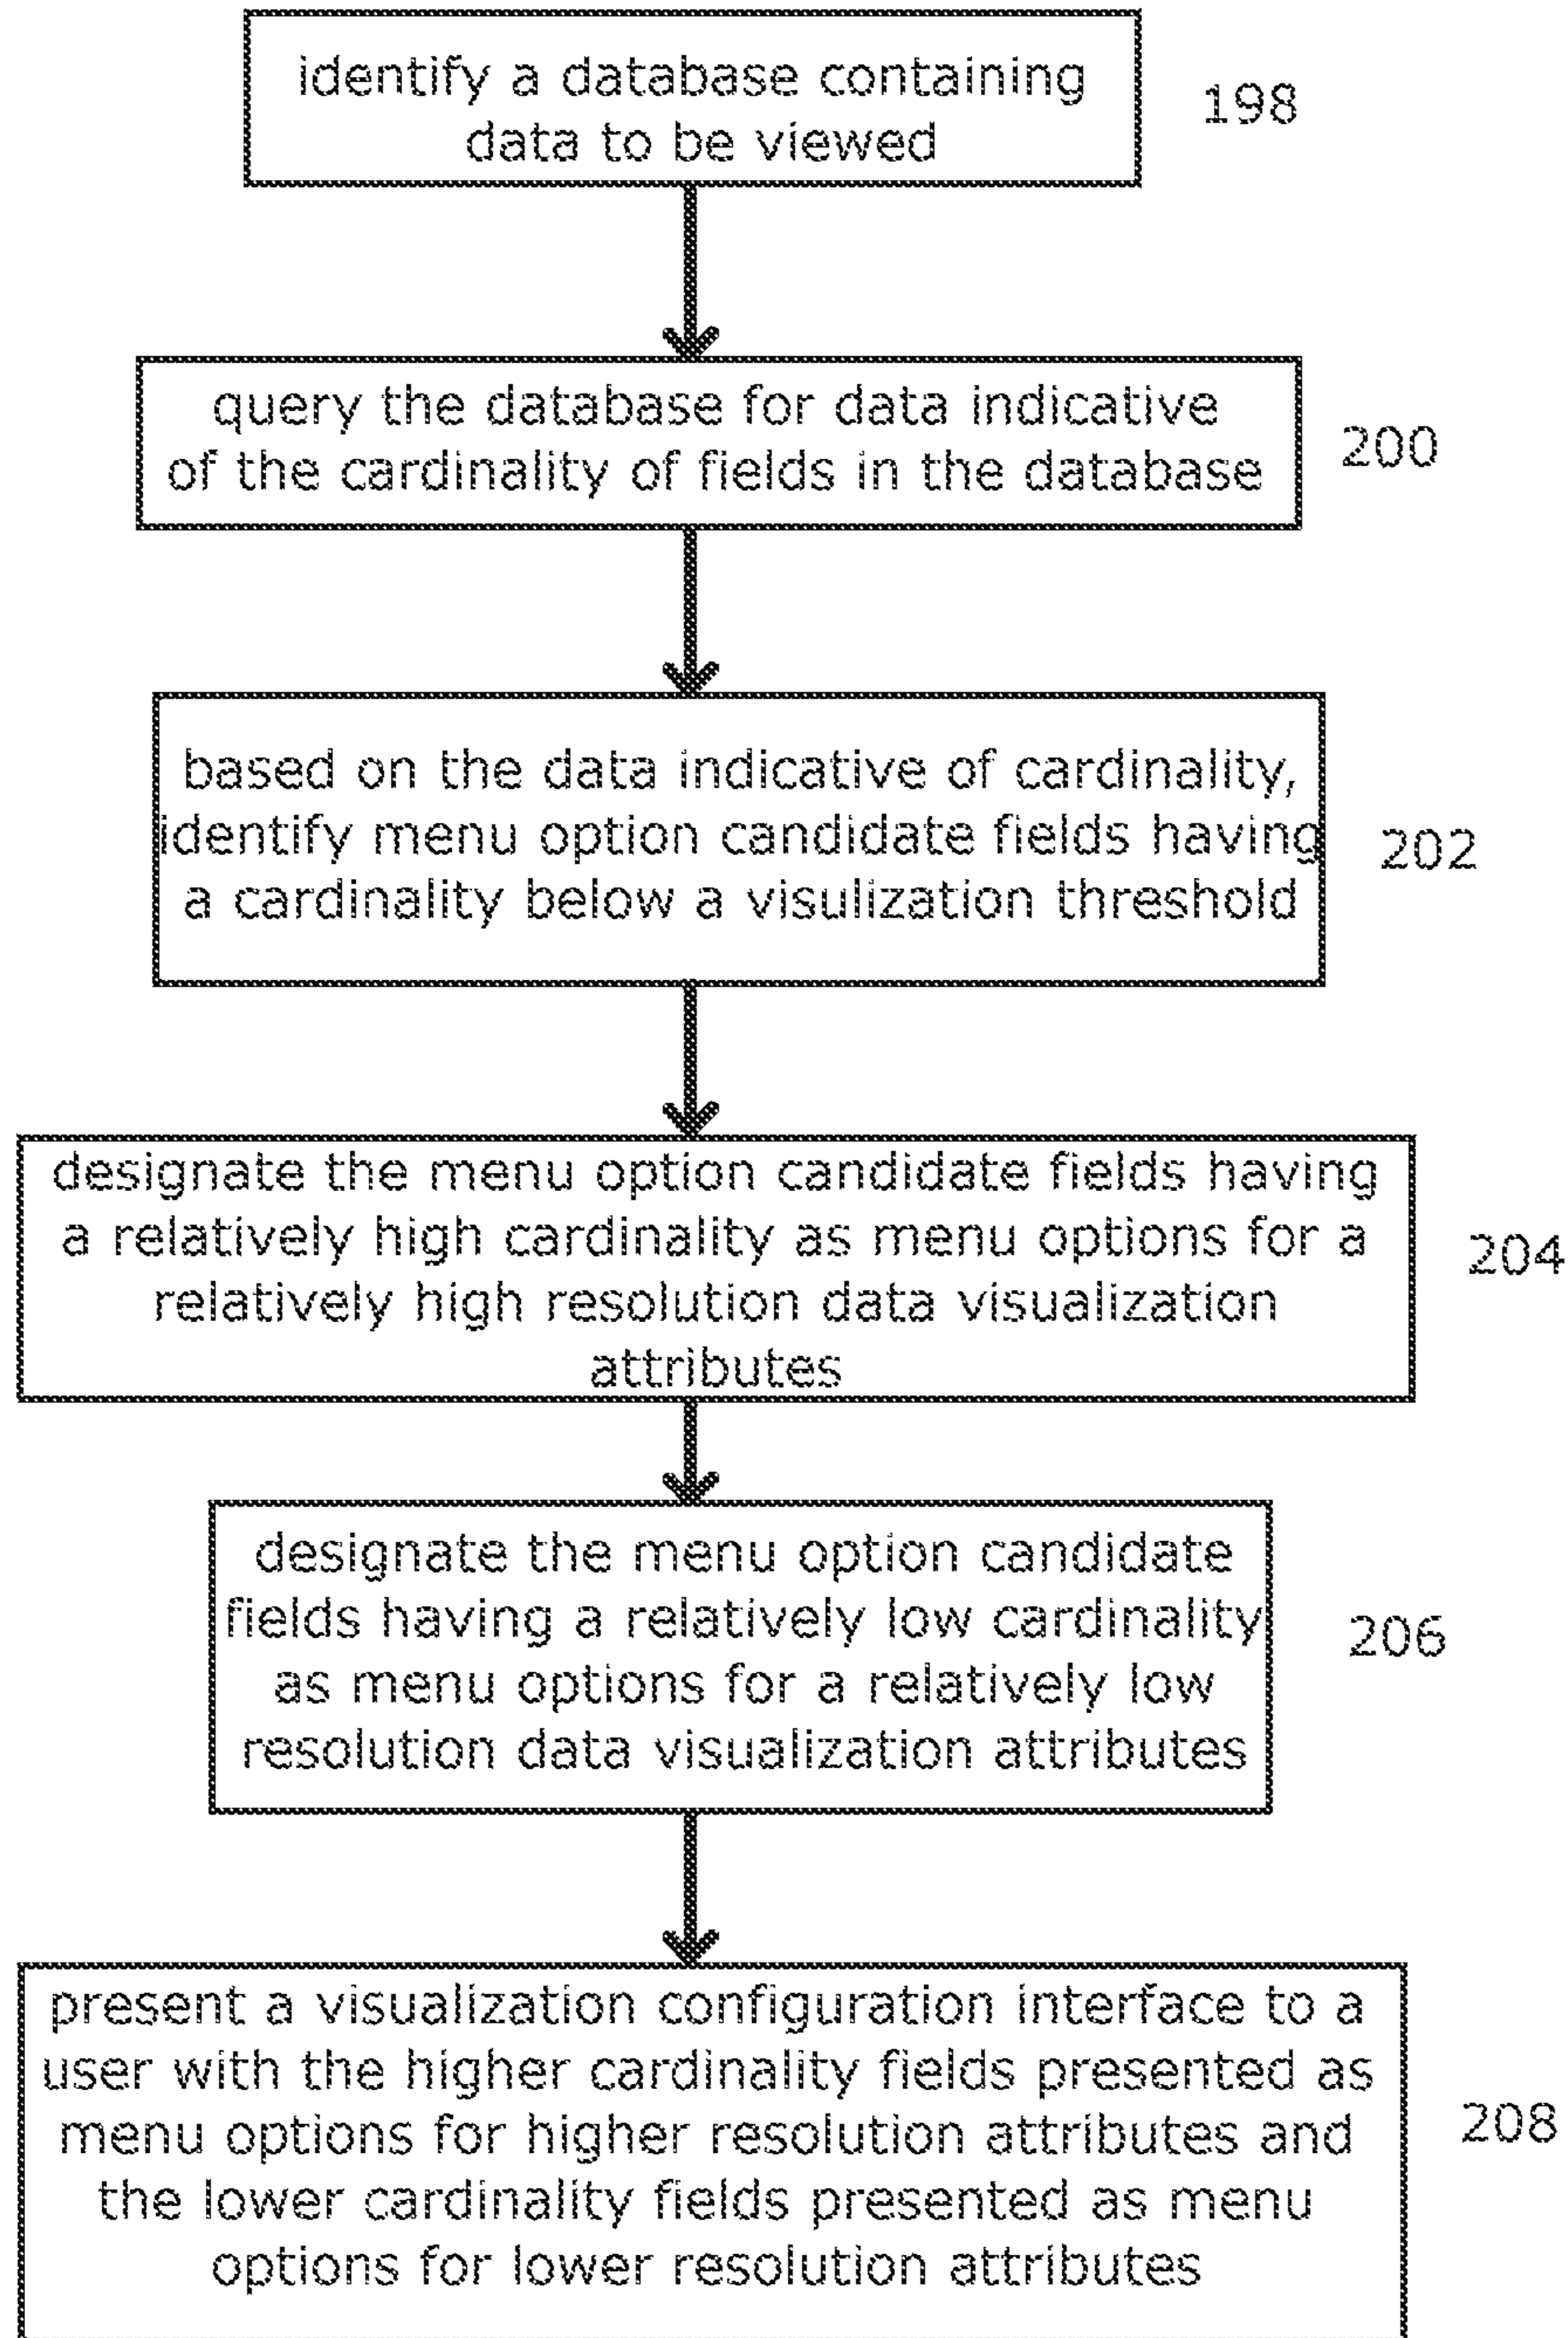 identify a database containing
data to be viewed
198
query the database for data indicative
of the cardinality of fields in the database
200
based on the data indicative of cardinality,
identify menu option candidate fields having
a cardinality below a visulization threshold
202
designate the menu option candidate fields having
a relatively high cardinality as menu options for a
relatively high resolution data visualization
attributes
204
designate the menu option candidate
fields having a relatively low cardinality
as menu options for a relatively low
resolution data visualization attributes
206
present a visualization configuration interface to a
user with the higher cardinality fields presented as
menu options for higher resolution attributes and
the lower cardinality fields presented as menu
options for lower resolution attributes
208